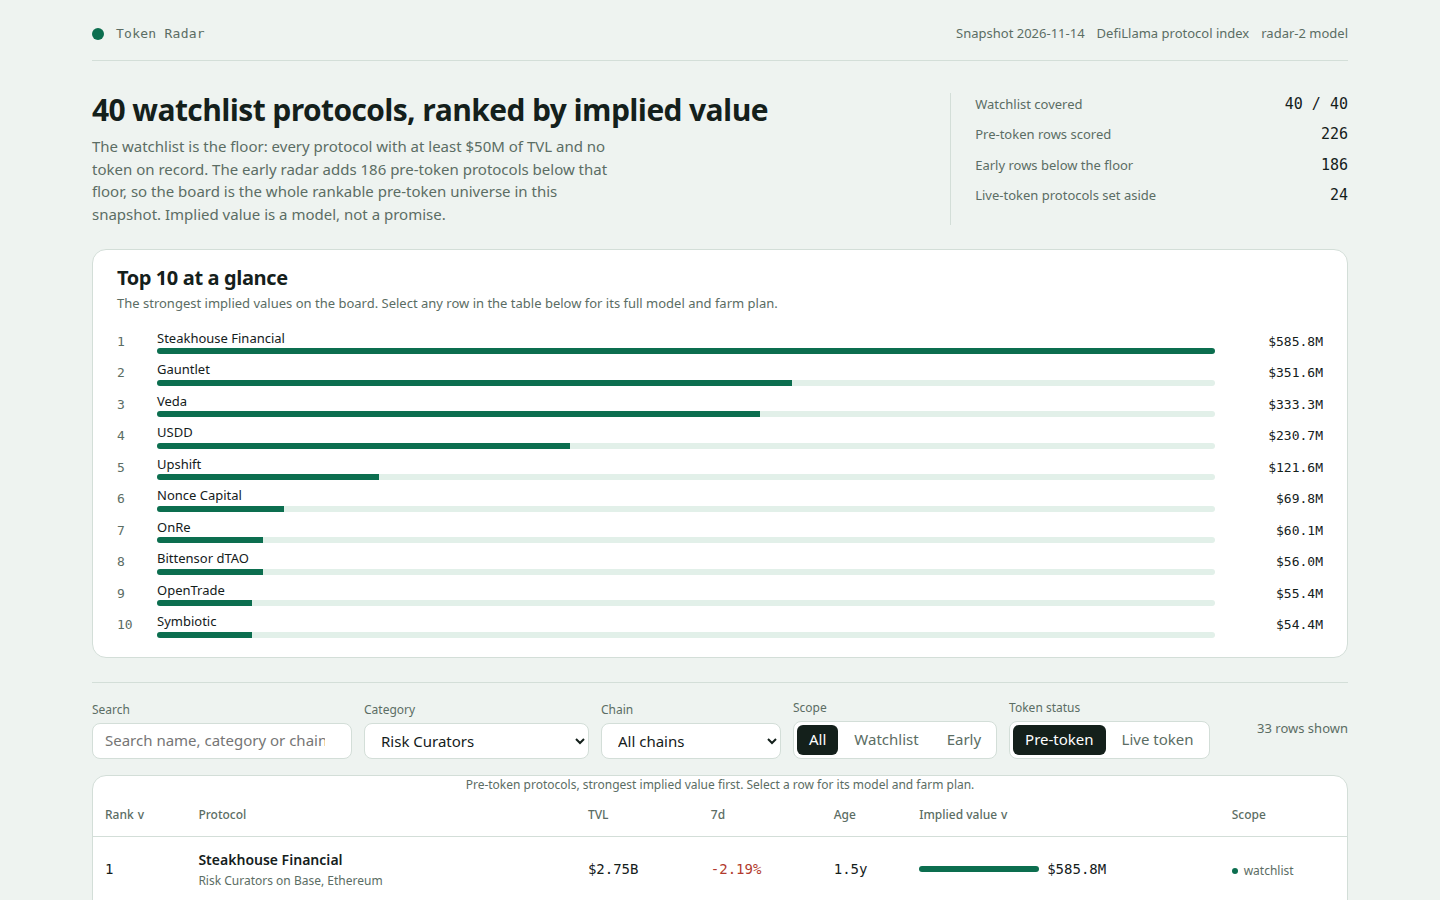 Token Radar
Snapshot 2026-11-14 DefiLlama protocol index radar-2 model
40 watchlist protocols, ranked by implied value
The watchlist is the floor: every protocol with at least $50M of TVL and no
token on record. The early radar adds 186 pre-token protocols below that
floor, so the board is the whole rankable pre-token universe in this
snapshot. Implied value is a model, not a promise.
Watchlist covered 40 / 40
Pre-token rows scored 226
Early rows below the floor 186
Live-token protocols set aside 24
Top 10 at a glance
The strongest implied values on the board. Select any row in the table below for its full model and farm plan.
1 Steakhouse Financial $585.8M
2 Gauntlet $351.6M
3 Veda $333.3M
4 USDD $230.7M
5 Upshift $121.6M
6 Nonce Capital $69.8M
7 OnRe $60.1M
8 Bittensor dTAO $56.0M
9 OpenTrade $55.4M
10 Symbiotic $54.4M
Search Category Chain Scope Token status
Search name, category or chain Risk Curators All chains All Watchlist Early Pre-token Live token 33 rows shown
Pre-token protocols, strongest implied value first. Select a row for its model and farm plan.
Rank v Protocol TVL 7d Age Implied value v Scope
1 Steakhouse Financial $2.75B -2.19% 1.5y $585.8M watchlist
Risk Curators on Base, Ethereum